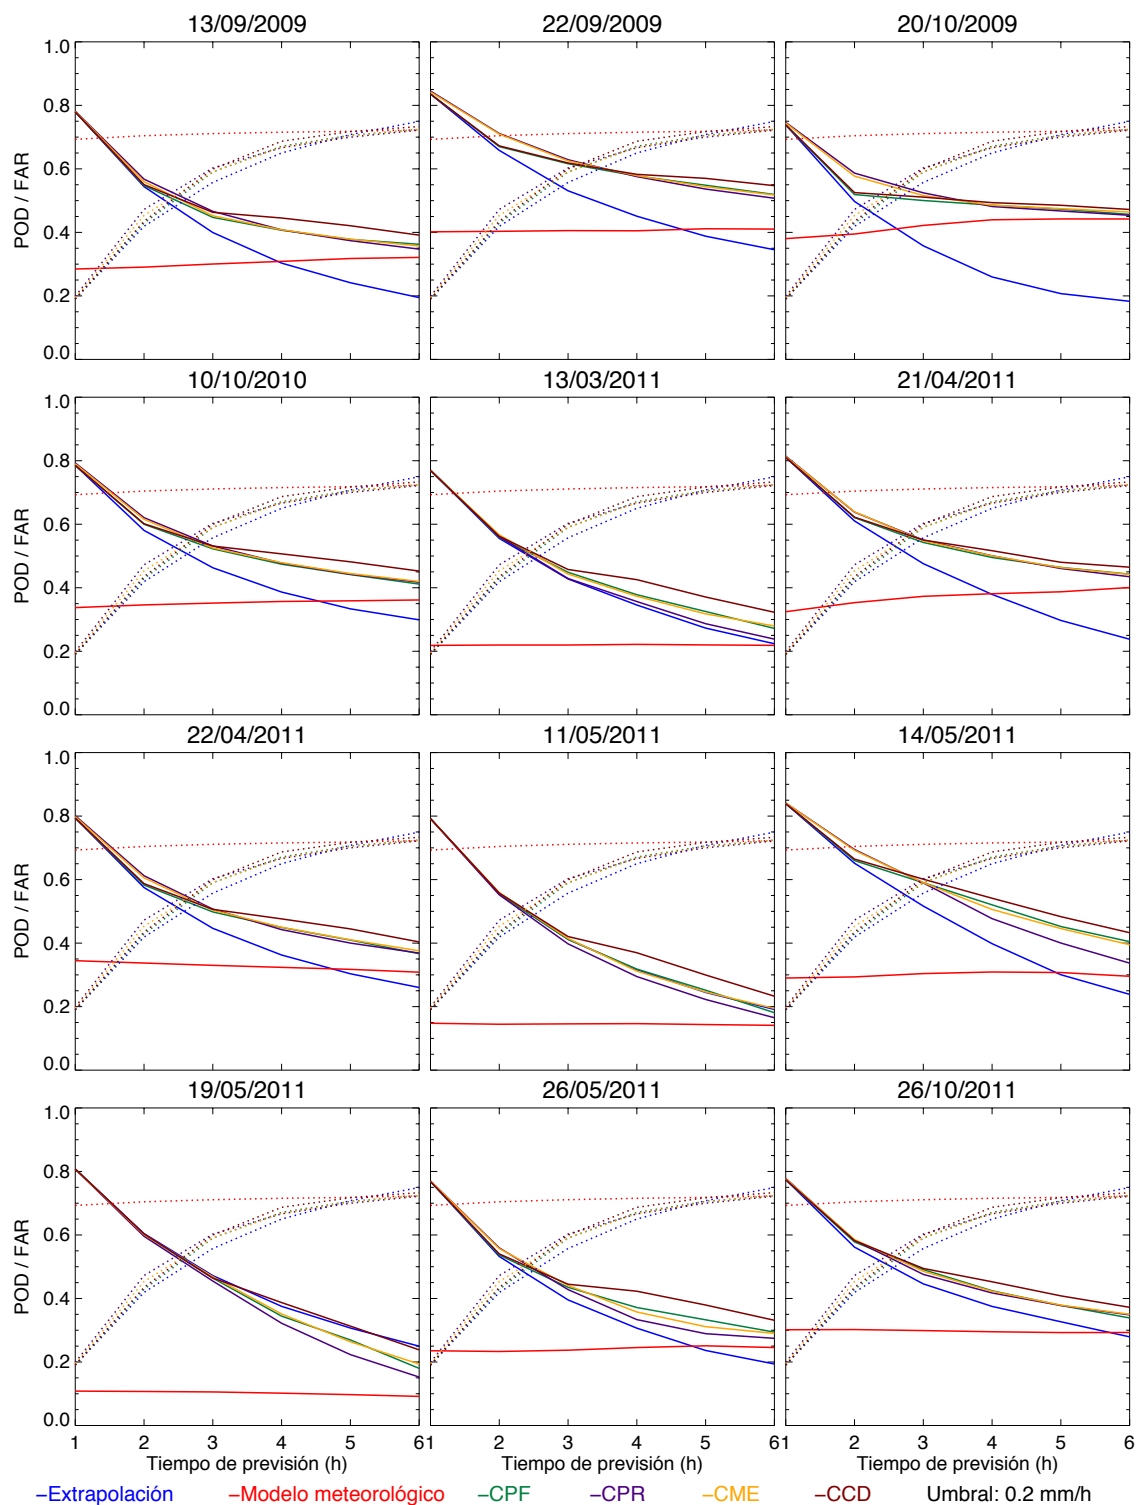 13/09/2009 22/09/2009 20/10/2009
1.0
0.8
0.6
0.4
0.2
0.0
POD / FAR
10/10/2010 13/03/2011 21/04/2011
1.0
0.8
0.6
0.4
0.2
0.0
POD / FAR
22/04/2011 11/05/2011 14/05/2011
1.0
0.8
0.6
0.4
0.2
0.0
POD / FAR
19/05/2011 26/05/2011 26/10/2011
1.0
0.8
0.6
0.4
0.2
0.0
POD / FAR
1 2 3 4 5 6 1 2 3 4 5 6 1 2 3 4 5 6
Tiempo de previsión (h) Tiempo de previsión (h) Tiempo de previsión (h)
–Extrapolación –Modelo meteorológico –CPF –CPR –CME –CCD Umbral: 0.2 mm/h